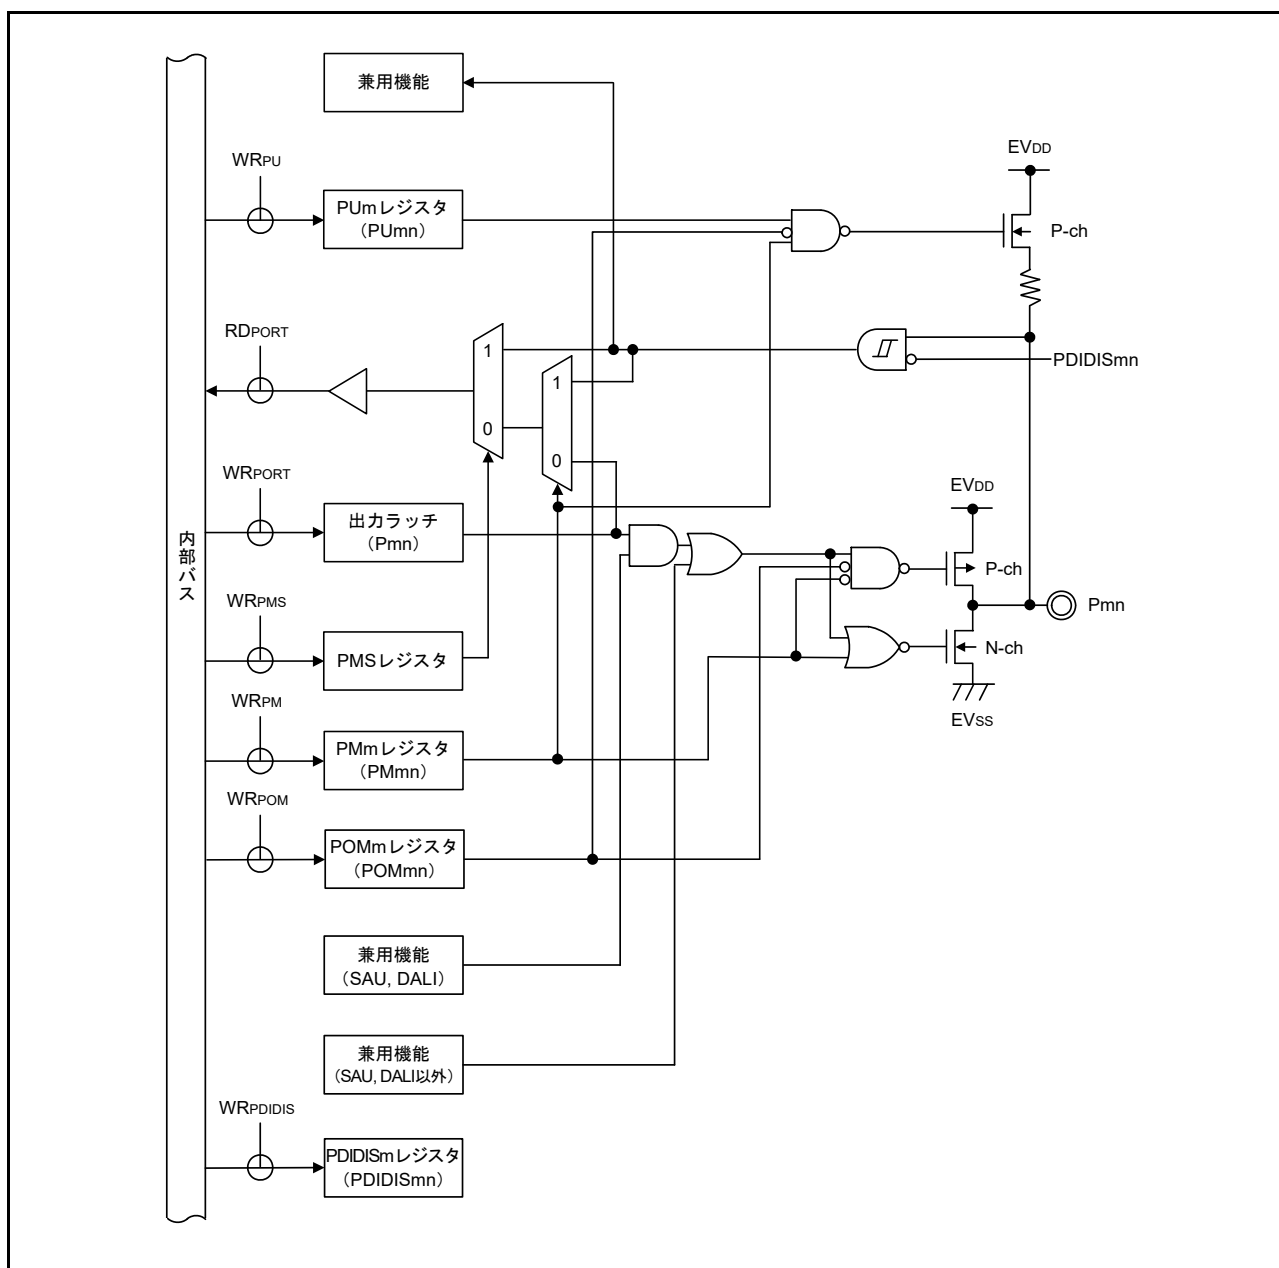 兼用機能
WRPU
EVDD
PUmレジスタ
（PUmn）
P-ch
RDPORT
1
PDIDISmn
1
0
0
WRPORT
EVDD
出力ラッチ
（Pmn）
内部バス
P-ch
WRPMS
Pmn
PMSレジスタ
N-ch
WRPM
EVSS
PMmレジスタ
（PMmn）
WRPOM
POMmレジスタ
（POMmn）
兼用機能
（SAU, DALI）
兼用機能
（SAU, DALI以外）
WRPDIDIS
PDIDISmレジスタ
（PDIDISmn）